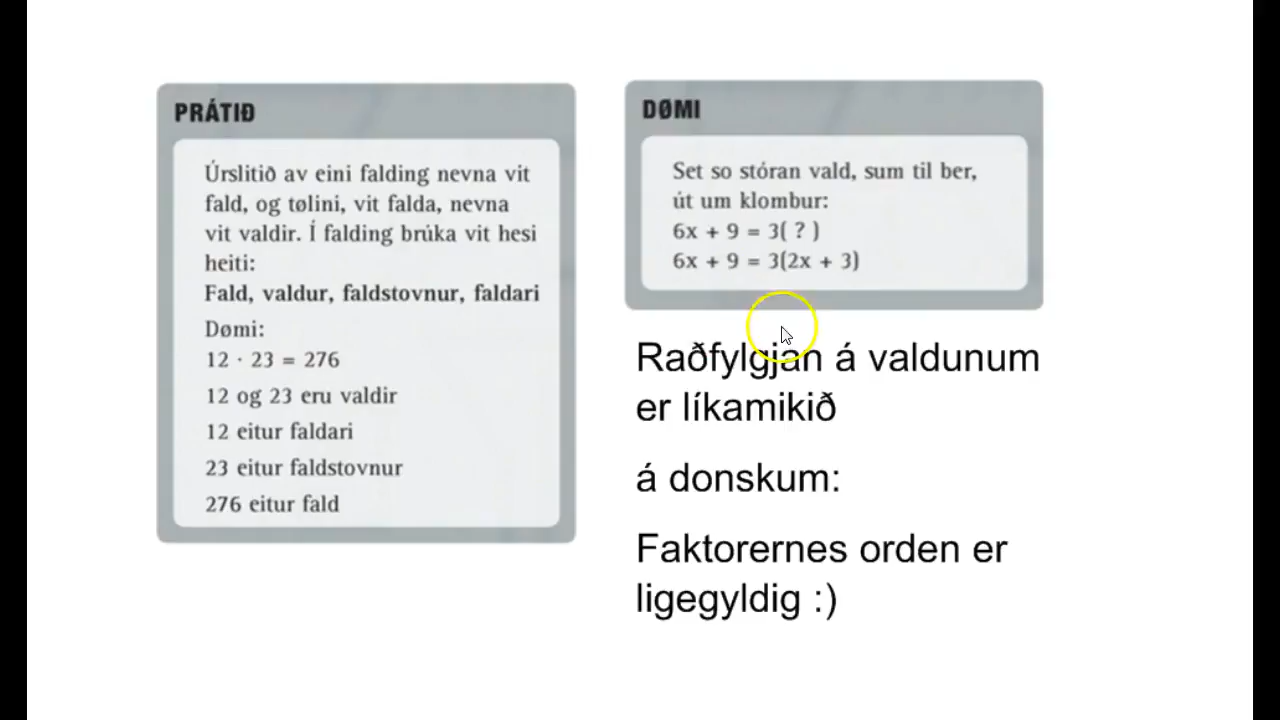 PRÁTIÐ
Úrslitið av eini falding nevna vit
fald, og tølini, vit falda, nevna
vit valdir. Í falding brúka vit hesi
heiti:
Fald, valdur, faldstovnur, faldari
Dømi:
12 · 23 = 276
12 og 23 eru valdir
12 eitur faldari
23 eitur faldstovnur
276 eitur fald
DØMI
Set so stóran vald, sum til ber,
út um klombur:
6x + 9 = 3( ? )
6x + 9 = 3(2x + 3)
Raðfylgjan á valdunum
er líkamikið
á donskum:
Faktorernes orden er
ligegyldig :)